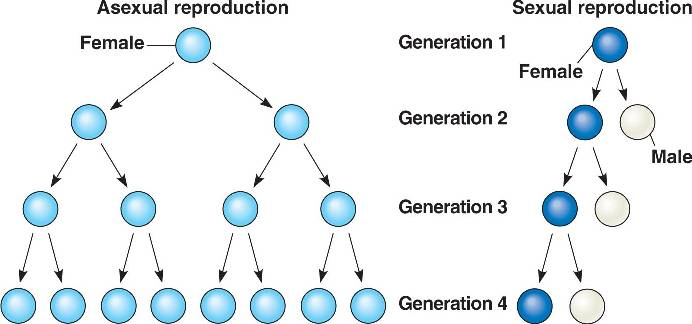 Asexual reproduction
Sexual reproduction
Female
Generation 1
Female
Generation 2
Male
Generation 3
Generation 4